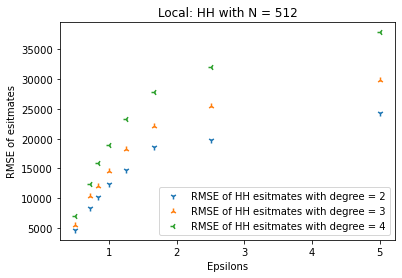 Local: HH with N = 512
RMSE of esitmates
35000
30000
25000
20000
15000
10000
5000
RMSE of HH esitmates with degree = 2
RMSE of HH esitmates with degree = 3
RMSE of HH esitmates with degree = 4
1
2
3
4
5
Epsilons